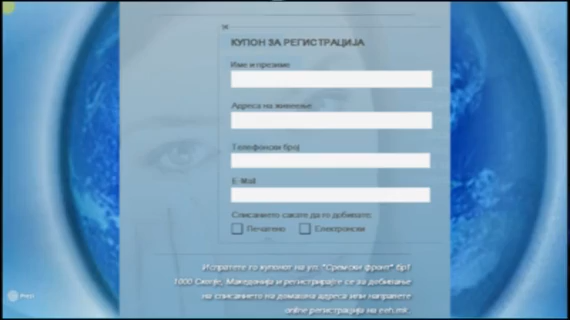 КУПОН ЗА РЕГИСТРАЦИЈА
Име и презиме
Адреса на живеење
Телефонски број
E-Mail
Списанието сакате да го добивате:
Печатено
Електронски
Испратете го купонот на ул. "Сремски фронт" бр1
1000 Скопје, Македонија и регистрирајте се за добивање
на списанието на домашна адреса или направете
online регистрација на